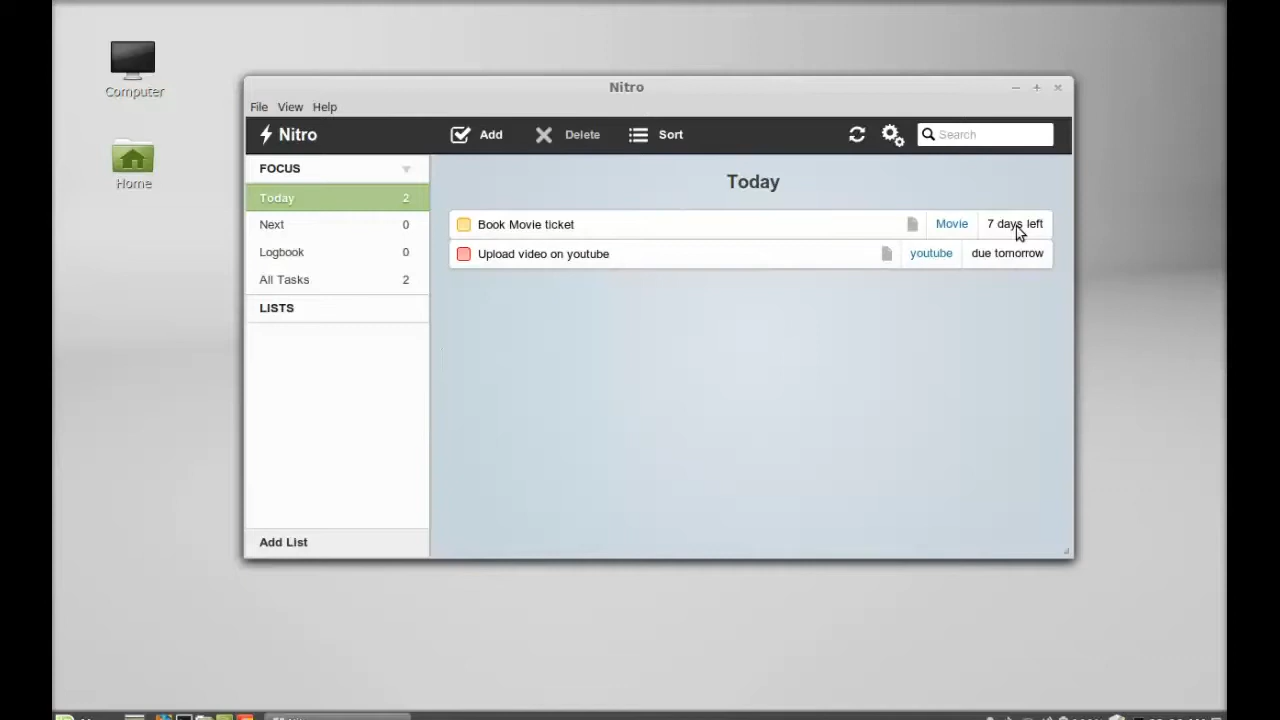 Computer
Home
Nitro
File View Help
Nitro
Add Delete Sort
Search
FOCUS
Today 2
Next 0
Logbook 0
All Tasks 2
LISTS
Add List
Today
Book Movie ticket Movie 7 days left
Upload video on youtube youtube due tomorrow